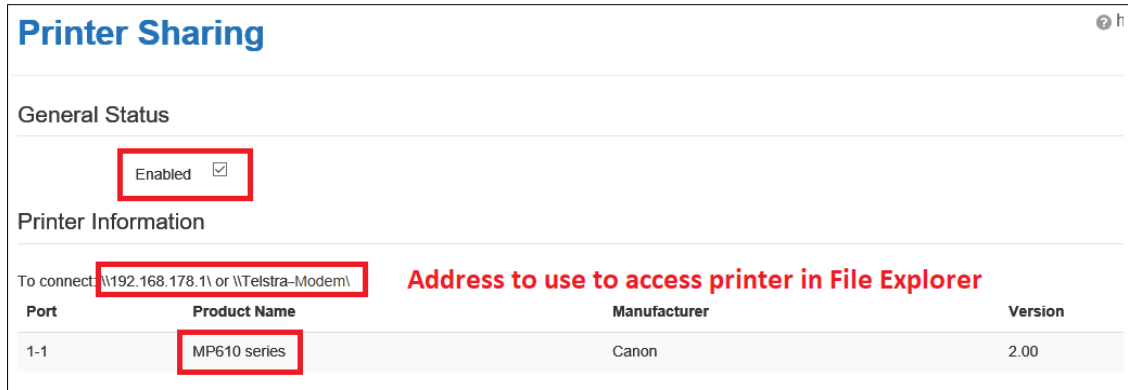 Printer Sharing
h
General Status
Enabled
Printer Information
To connect: \\192.168.178.1\ or \\Telstra-Modem\ Address to use to access printer in File Explorer
Port Product Name Manufacturer Version
1-1 MP610 series Canon 2.00